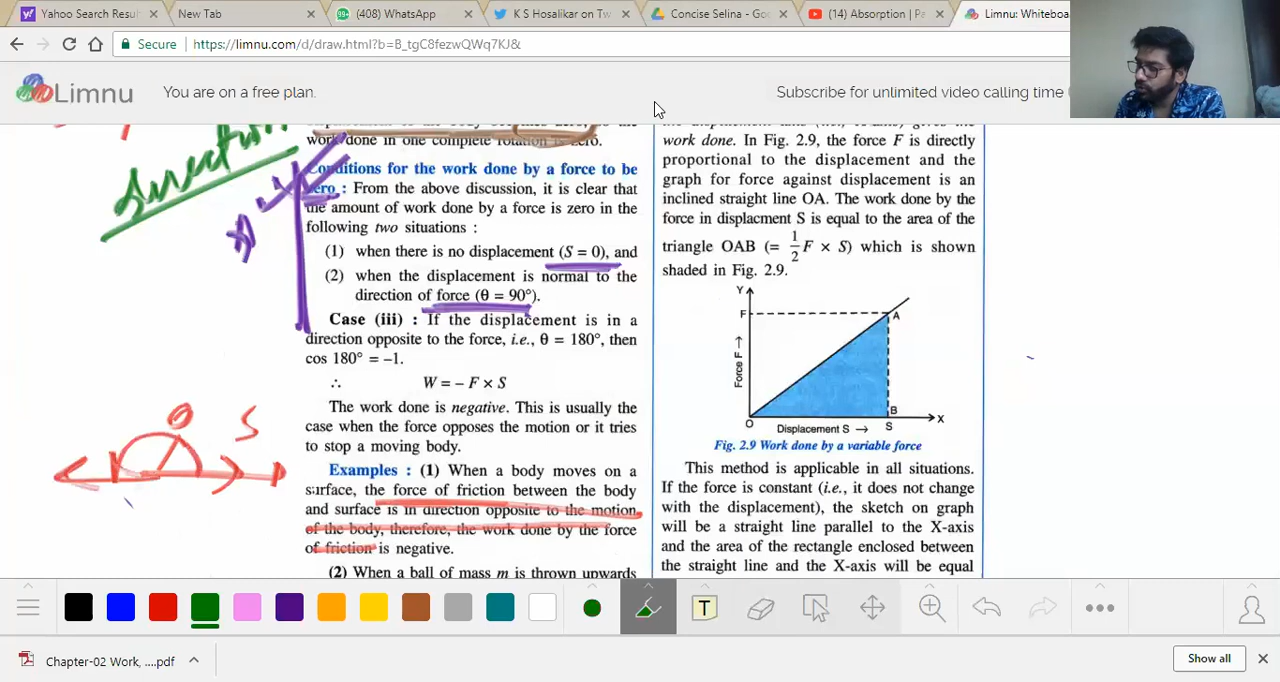 Yahoo Search Resul
New Tab
(408) WhatsApp
K S Hosalikar on Tw
Concise Selina - Goo
(14) Absorption | Pa
Limnu: Whiteboa
Secure
https://limnu.com/d/draw.html?b=B_tgC8fezwQWq7KJ&
Limnu
You are on a free plan.
Subscribe for unlimited video calling time
work done in one complete rotation is zero.
Conditions for the work done by a force to be
zero : From the above discussion, it is clear that
the amount of work done by a force is zero in the
following two situations :
(1) when there is no displacement (S = 0), and
(2) when the displacement is normal to the
direction of force (θ = 90°).
Case (iii) : If the displacement is in a
direction opposite to the force, i.e., θ = 180°, then
cos 180° = –1.
∴ W = – F × S
The work done is negative. This is usually the
case when the force opposes the motion or it tries
to stop a moving body.
Examples : (1) When a body moves on a
surface, the force of friction between the body
and surface is in direction opposite to the motion
of the body, therefore, the work done by the force
of friction is negative.
(2) When a ball of mass m is thrown upwards
θ
S
work done. In Fig. 2.9, the force F is directly
proportional to the displacement and the
graph for force against displacement is an
inclined straight line OA. The work done by the
force in displacment S is equal to the area of the
triangle OAB (= 1/2 F × S) which is shown
shaded in Fig. 2.9.
Y
F
A
Force F →
O
B
X
Displacement S →
S
Fig. 2.9 Work done by a variable force
This method is applicable in all situations.
If the force is constant (i.e., it does not change
with the displacement), the sketch on graph
will be a straight line parallel to the X-axis
and the area of the rectangle enclosed between
the straight line and the X-axis will be equal
T
Chapter-02 Work, ....pdf
Show all